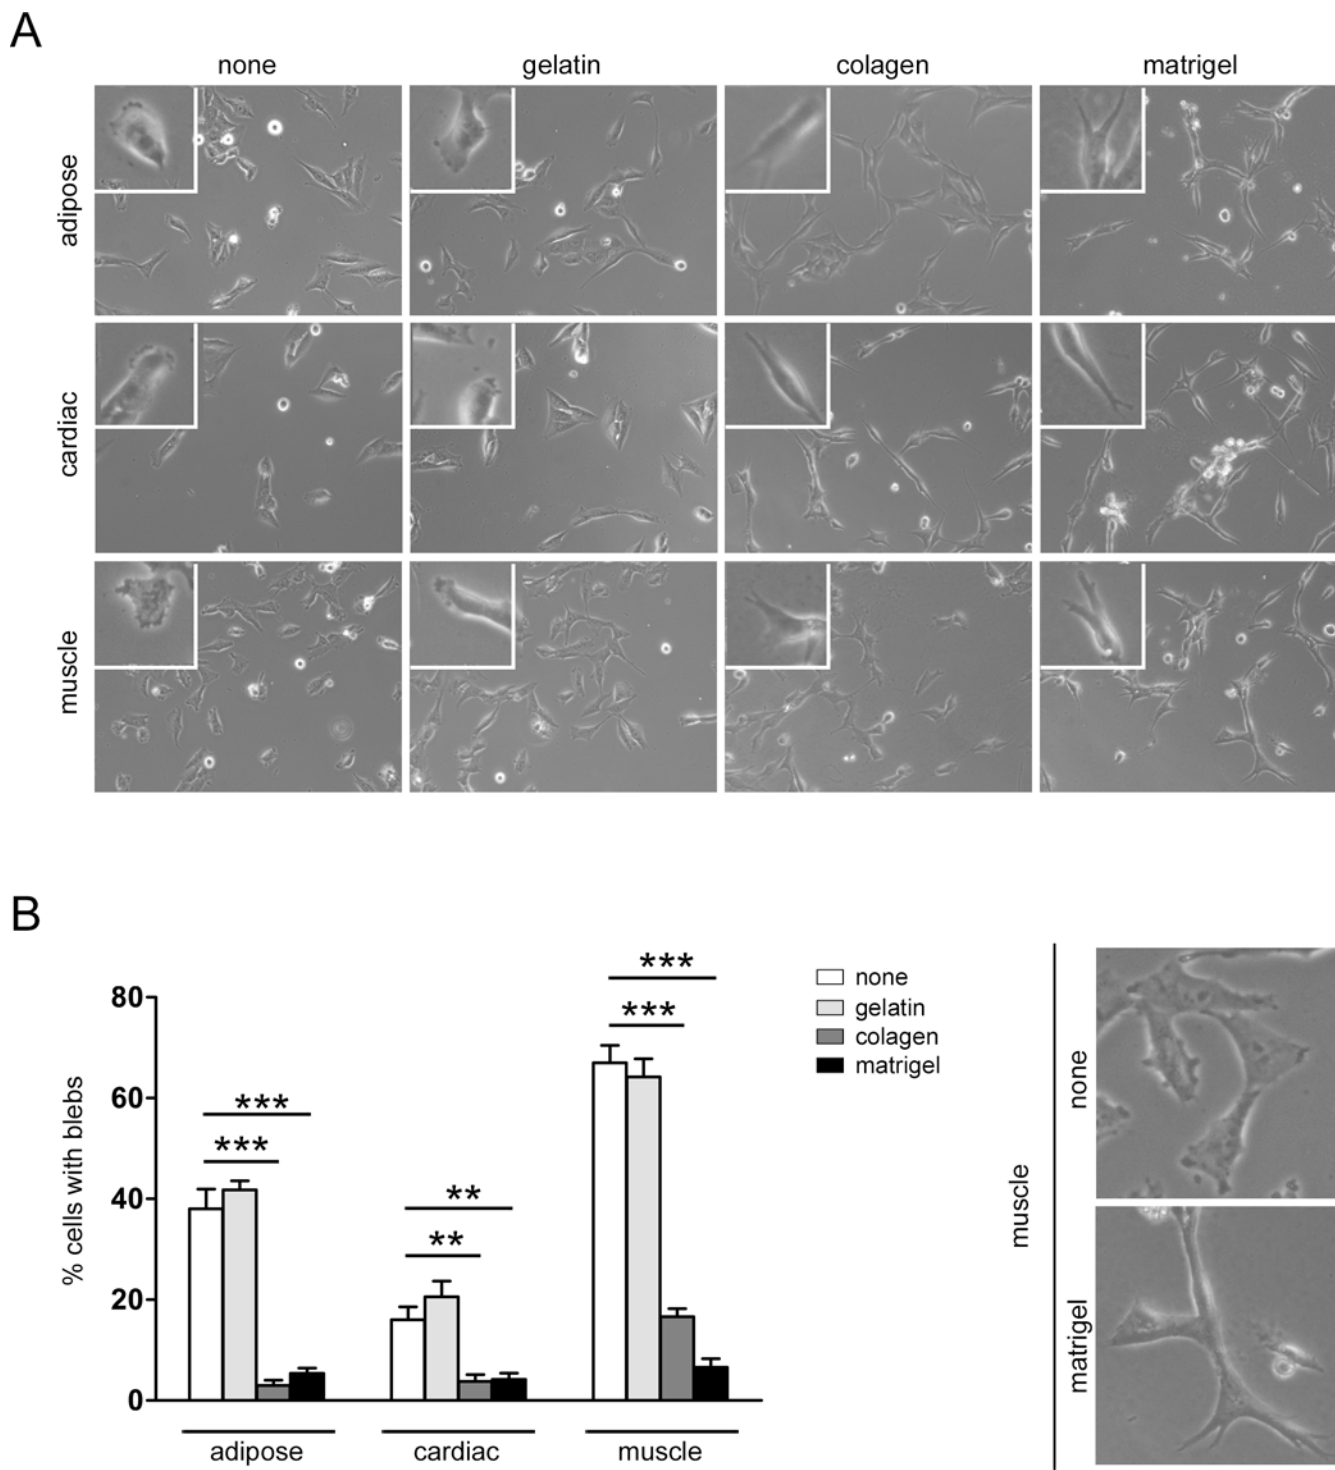 A
none gelatin colagen matrigel
adipose
cardiac
muscle
B
% cells with blebs
80
60
40
20
0
*** ***
** **
*** ***
adipose cardiac muscle
none
gelatin
colagen
matrigel
muscle
none
matrigel